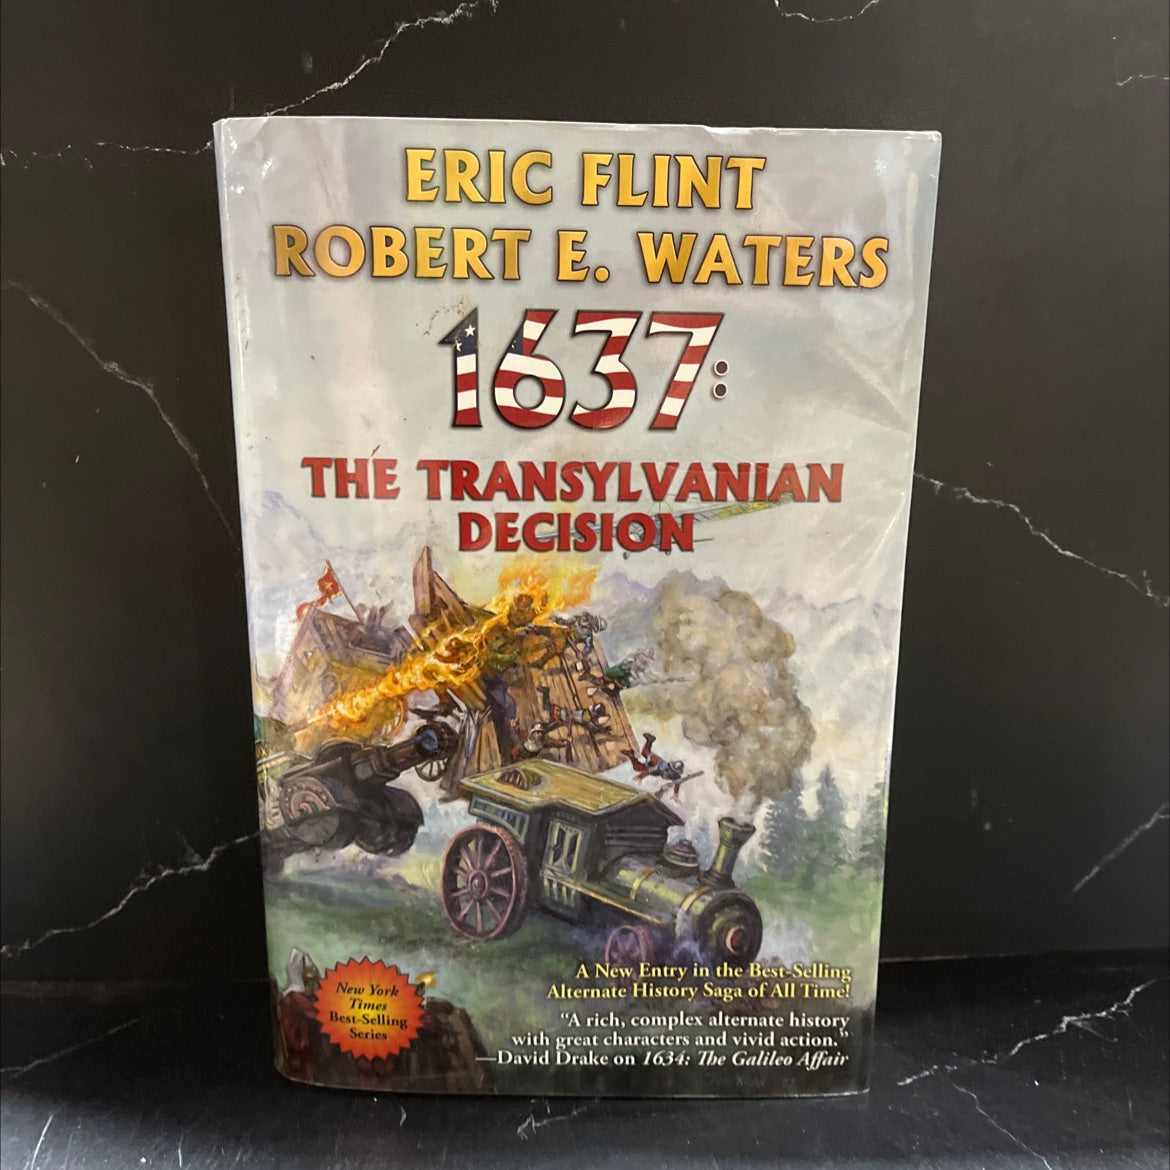 ERIC FLINT
ROBERT E. WATERS
1637:
THE TRANSYLVANIAN
DECISION
A New Entry in the Best-Selling
Alternate History Saga of All Time!
New York
Times
Best-Selling
Series
“A rich, complex alternate history
with great characters and vivid action.”
—David Drake on 1634: The Galileo Affair